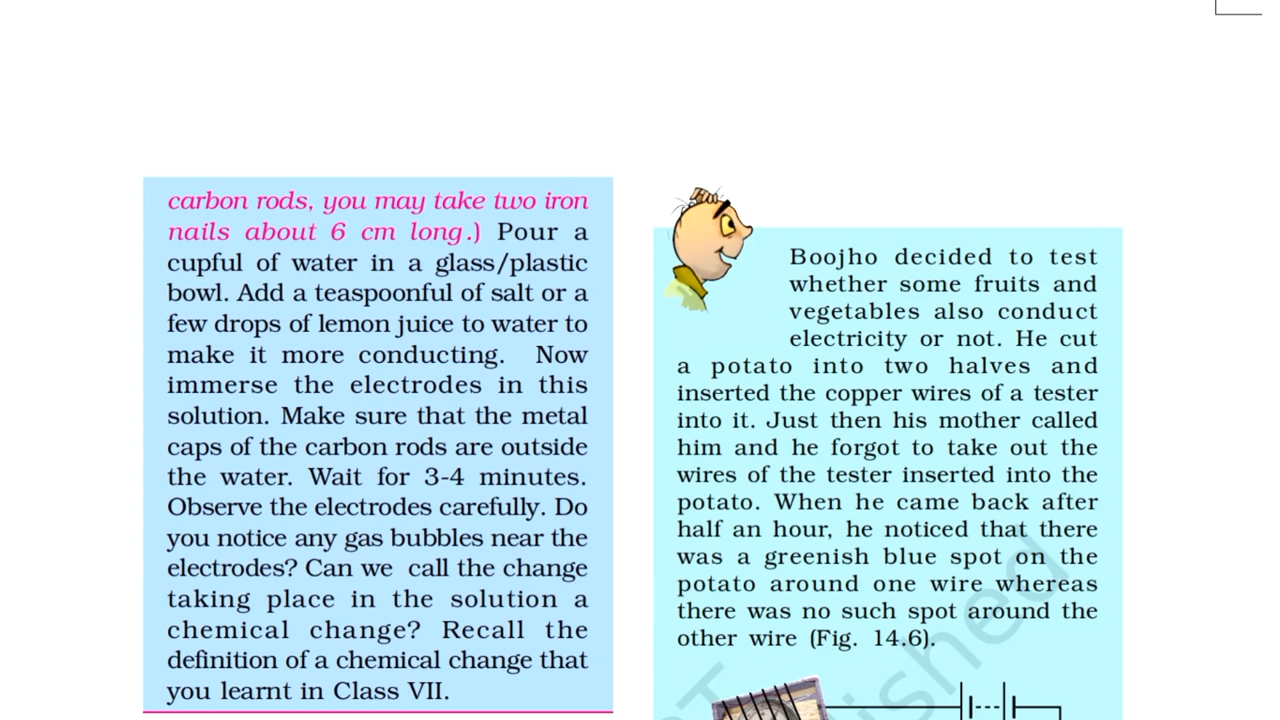 carbon rods, you may take two iron
nails about 6 cm long.) Pour a
cupful of water in a glass/plastic
bowl. Add a teaspoonful of salt or a
few drops of lemon juice to water to
make it more conducting. Now
immerse the electrodes in this
solution. Make sure that the metal
caps of the carbon rods are outside
the water. Wait for 3-4 minutes.
Observe the electrodes carefully. Do
you notice any gas bubbles near the
electrodes? Can we call the change
taking place in the solution a
chemical change? Recall the
definition of a chemical change that
you learnt in Class VII.
Boojho decided to test
whether some fruits and
vegetables also conduct
electricity or not. He cut
a potato into two halves and
inserted the copper wires of a tester
into it. Just then his mother called
him and he forgot to take out the
wires of the tester inserted into the
potato. When he came back after
half an hour, he noticed that there
was a greenish blue spot on the
potato around one wire whereas
there was no such spot around the
other wire (Fig. 14.6).